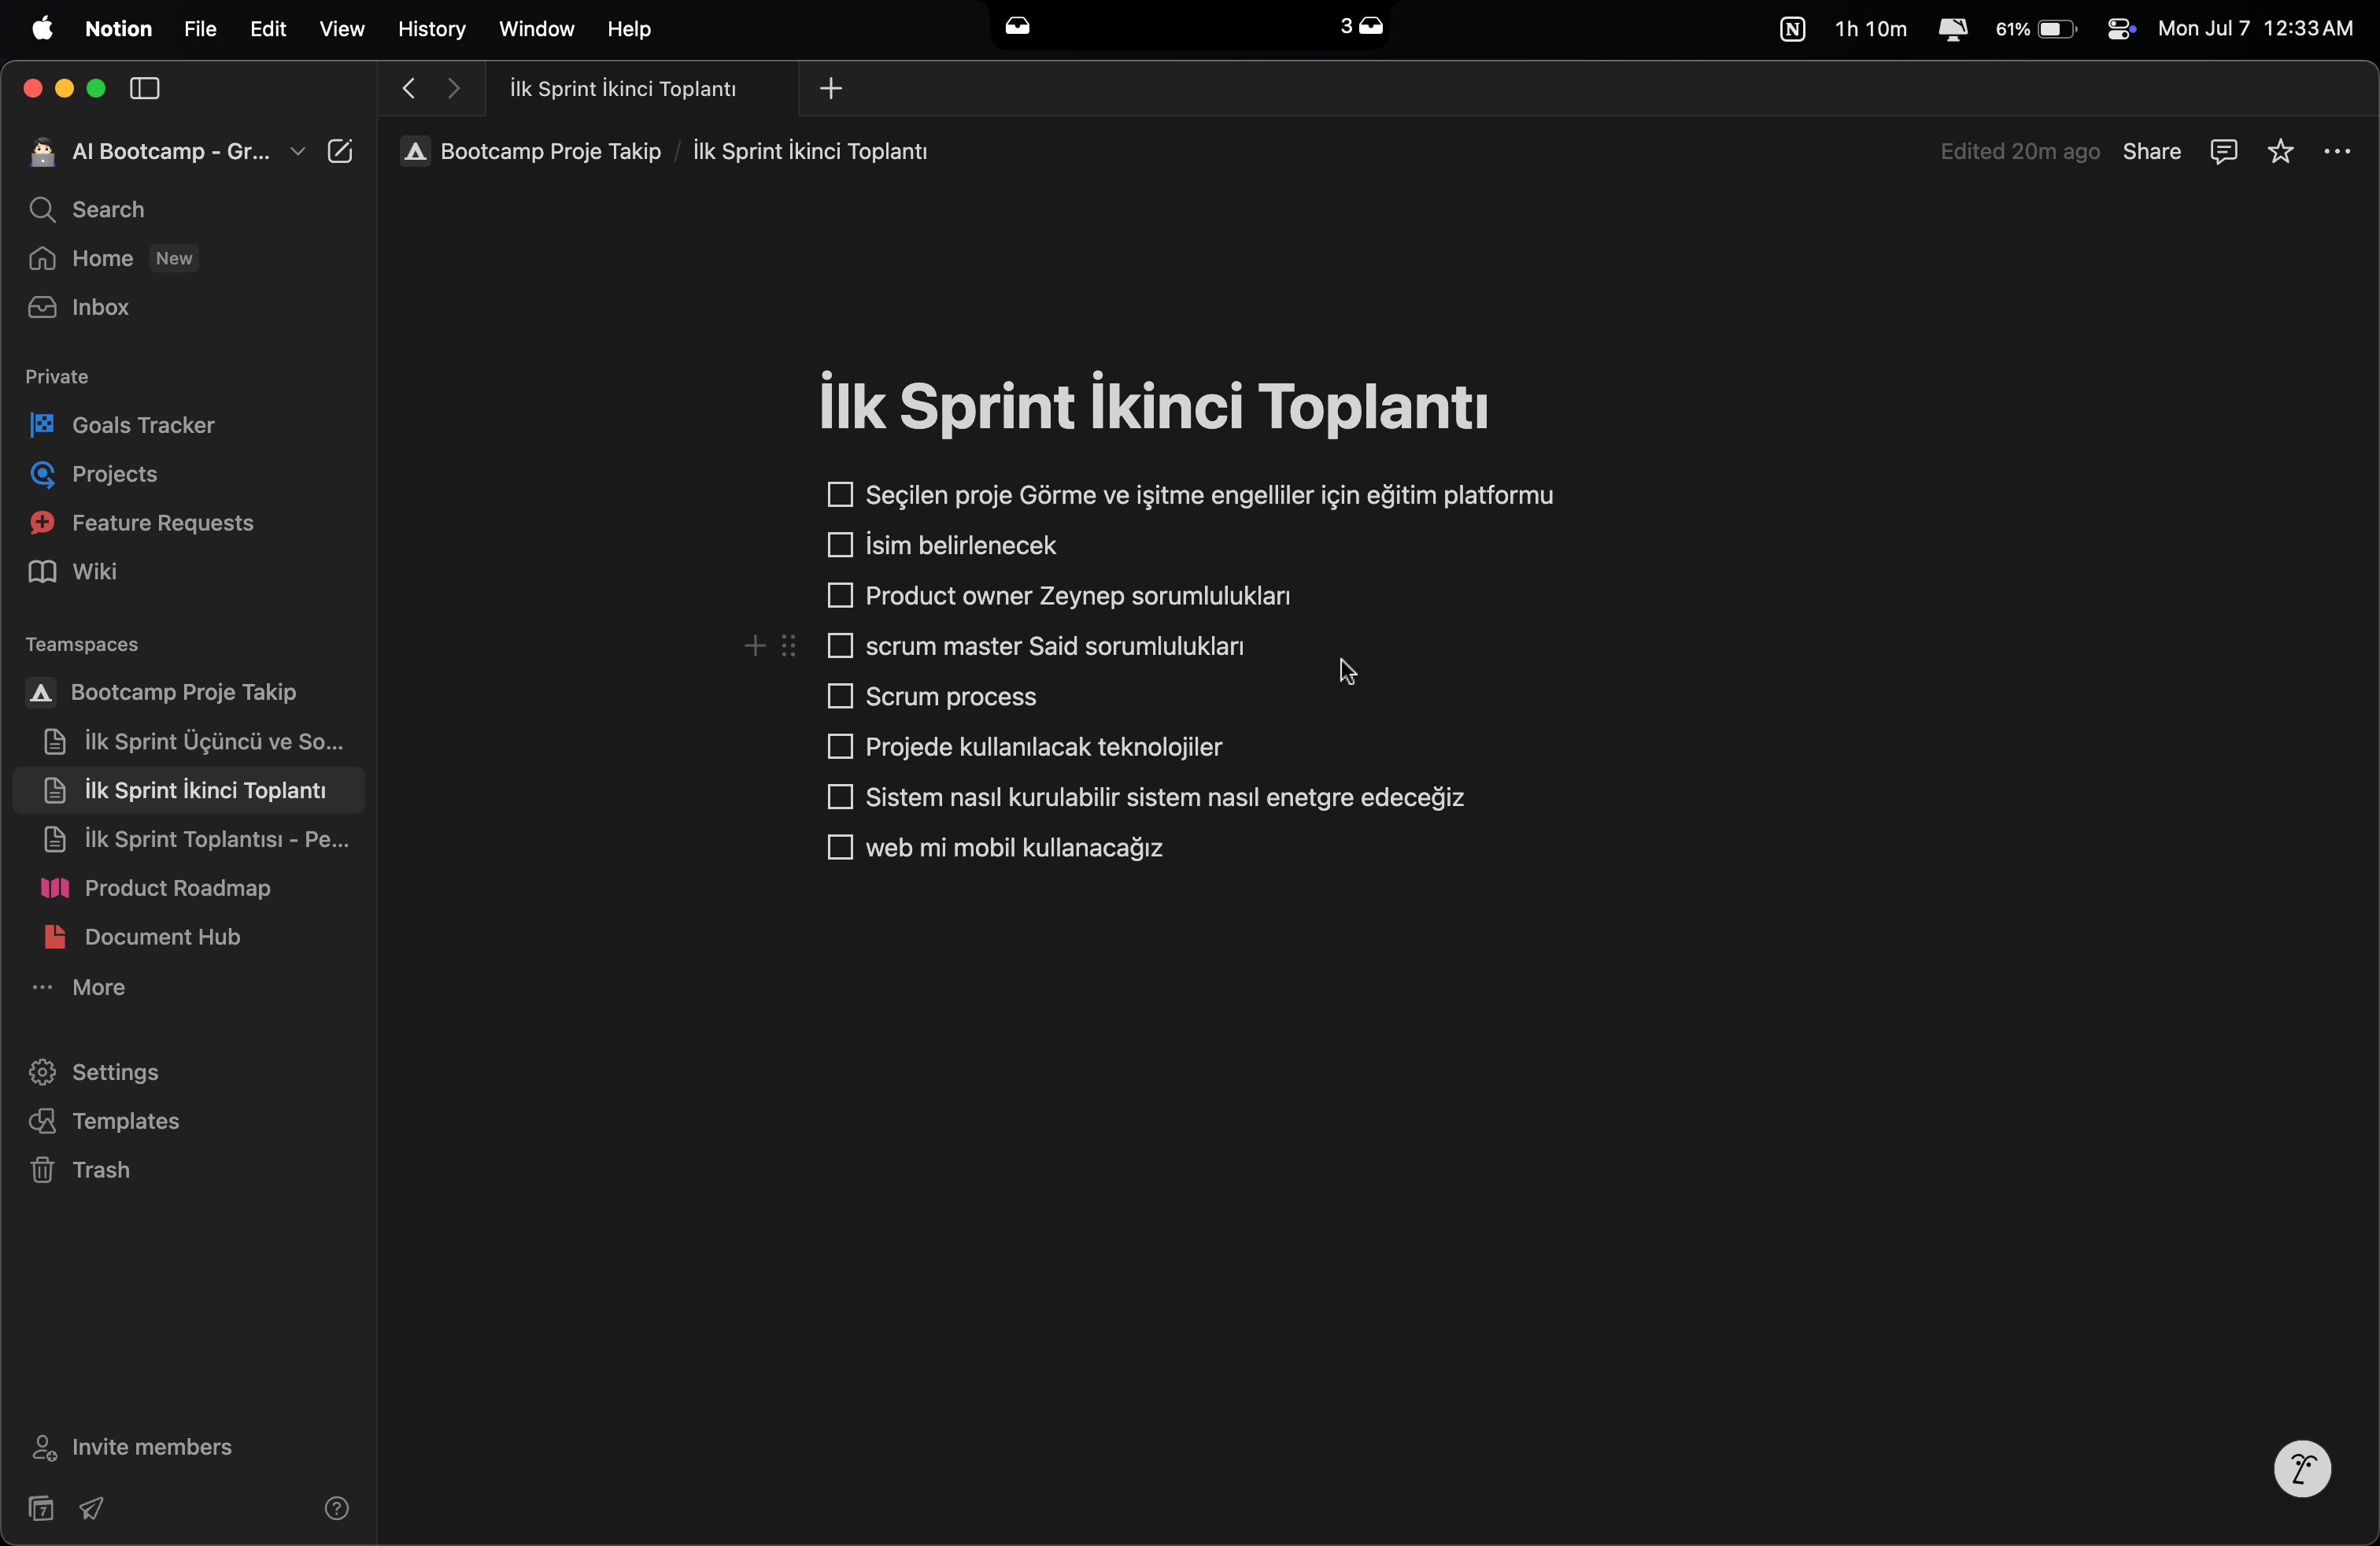 Notion File Edit View History Window Help
3
1h 10m 61% Mon Jul 7 12:33 AM
İlk Sprint İkinci Toplantı
AI Bootcamp - Gr...
Bootcamp Proje Takip / İlk Sprint İkinci Toplantı
Edited 20m ago Share
Search
Home New
Inbox
Private
Goals Tracker
Projects
Feature Requests
Wiki
Teamspaces
Bootcamp Proje Takip
İlk Sprint Üçüncü ve So...
İlk Sprint İkinci Toplantı
İlk Sprint Toplantısı - Pe...
Product Roadmap
Document Hub
More
Settings
Templates
Trash
Invite members
7
İlk Sprint İkinci Toplantı
Seçilen proje Görme ve işitme engelliler için eğitim platformu
İsim belirlenecek
Product owner Zeynep sorumlulukları
scrum master Said sorumlulukları
Scrum process
Projede kullanılacak teknolojiler
Sistem nasıl kurulabilir sistem nasıl enetgre edeceğiz
web mi mobil kullanacağız